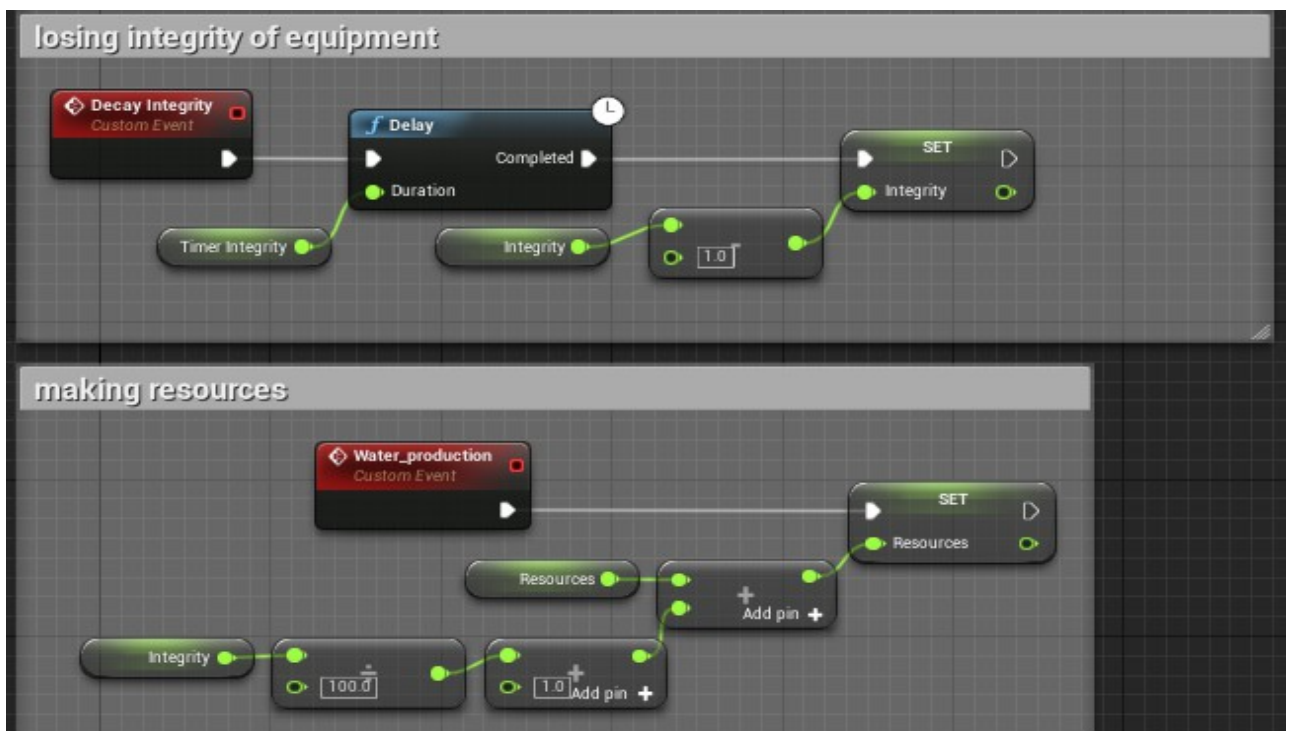 losing integrity of equipment
Decay Integrity
Custom Event
f Delay
Completed
Duration
SET
Integrity
Timer Integrity
Integrity
-
1.0
making resources
Water_production
Custom Event
SET
Resources
Resources
+
Add pin +
Integrity
÷
100.0
+
1.0
Add pin +